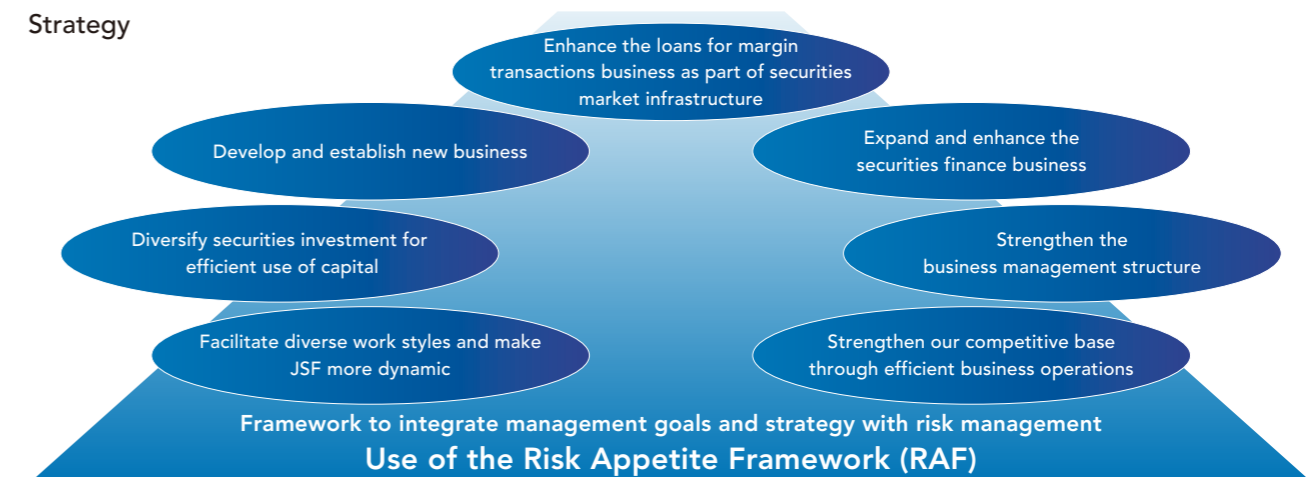 Strategy
Enhance the loans for margin
transactions business as part of securities
market infrastructure
Develop and establish new business
Expand and enhance the
securities finance business
Diversify securities investment for
efficient use of capital
Strengthen the
business management structure
Facilitate diverse work styles and make
JSF more dynamic
Strengthen our competitive base
through efficient business operations
Framework to integrate management goals and strategy with risk management
Use of the Risk Appetite Framework (RAF)